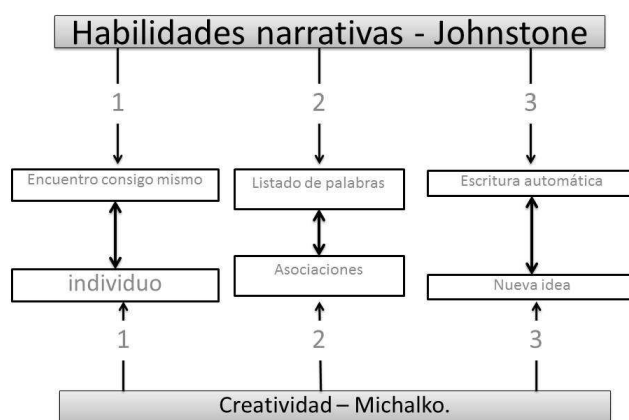 Habilidades narrativas - Johnstone
1 2 3
Encuentro consigo mismo
Listado de palabras
Escritura automática
individuo
Asociaciones
Nueva idea
1 2 3
Creatividad – Michalko.